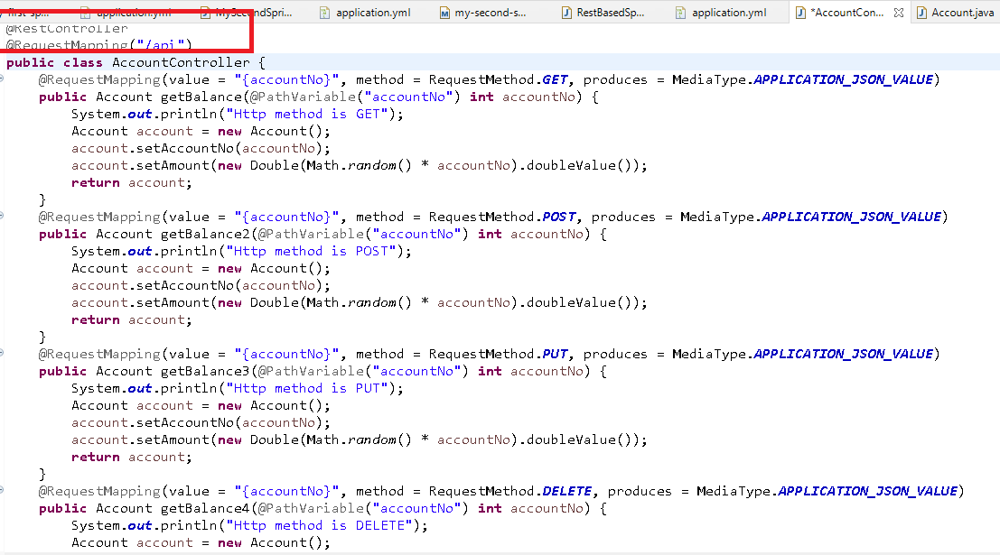 application.yml MySecondSpri... application.yml my-second-s... RestBasedSp... application.yml *AccountCon... Account.java
@RestController
@RequestMapping("/api")
public class AccountController {
@RequestMapping(value = "{accountNo}", method = RequestMethod.GET, produces = MediaType.APPLICATION_JSON_VALUE)
public Account getBalance(@PathVariable("accountNo") int accountNo) {
System.out.println("Http method is GET");
Account account = new Account();
account.setAccountNo(accountNo);
account.setAmount(new Double(Math.random() * accountNo).doubleValue());
return account;
}
@RequestMapping(value = "{accountNo}", method = RequestMethod.POST, produces = MediaType.APPLICATION_JSON_VALUE)
public Account getBalance2(@PathVariable("accountNo") int accountNo) {
System.out.println("Http method is POST");
Account account = new Account();
account.setAccountNo(accountNo);
account.setAmount(new Double(Math.random() * accountNo).doubleValue());
return account;
}
@RequestMapping(value = "{accountNo}", method = RequestMethod.PUT, produces = MediaType.APPLICATION_JSON_VALUE)
public Account getBalance3(@PathVariable("accountNo") int accountNo) {
System.out.println("Http method is PUT");
Account account = new Account();
account.setAccountNo(accountNo);
account.setAmount(new Double(Math.random() * accountNo).doubleValue());
return account;
}
@RequestMapping(value = "{accountNo}", method = RequestMethod.DELETE, produces = MediaType.APPLICATION_JSON_VALUE)
public Account getBalance4(@PathVariable("accountNo") int accountNo) {
System.out.println("Http method is DELETE");
Account account = new Account();